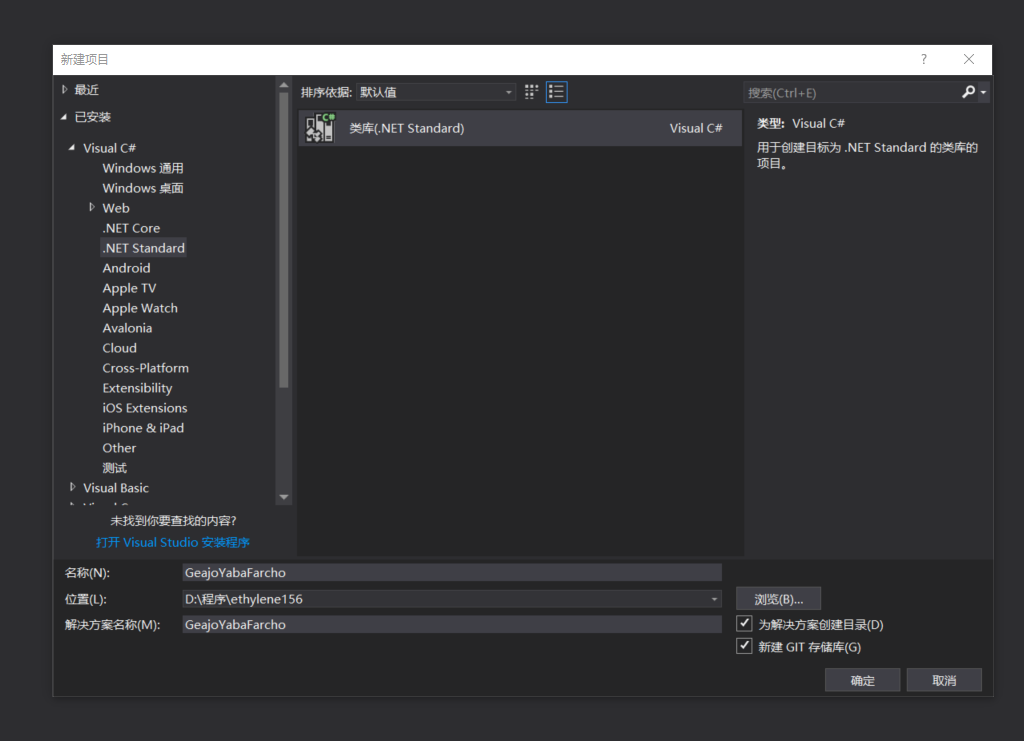 新建项目
?
最近
已安装
Visual C#
Windows 通用
Windows 桌面
Web
.NET Core
.NET Standard
Android
Apple TV
Apple Watch
Avalonia
Cloud
Cross-Platform
Extensibility
iOS Extensions
iPhone & iPad
Other
测试
Visual Basic
未找到你要查找的内容?
打开 Visual Studio 安装程序
排序依据: 默认值
C#
类库(.NET Standard) Visual C#
搜索(Ctrl+E)
类型: Visual C#
用于创建目标为 .NET Standard 的类库的
项目。
名称(N): GeajoYabaFarcho
位置(L): D:\程序\ethylene156 浏览(B)...
解决方案名称(M): GeajoYabaFarcho
为解决方案创建目录(D)
新建 GIT 存储库(G)
确定 取消